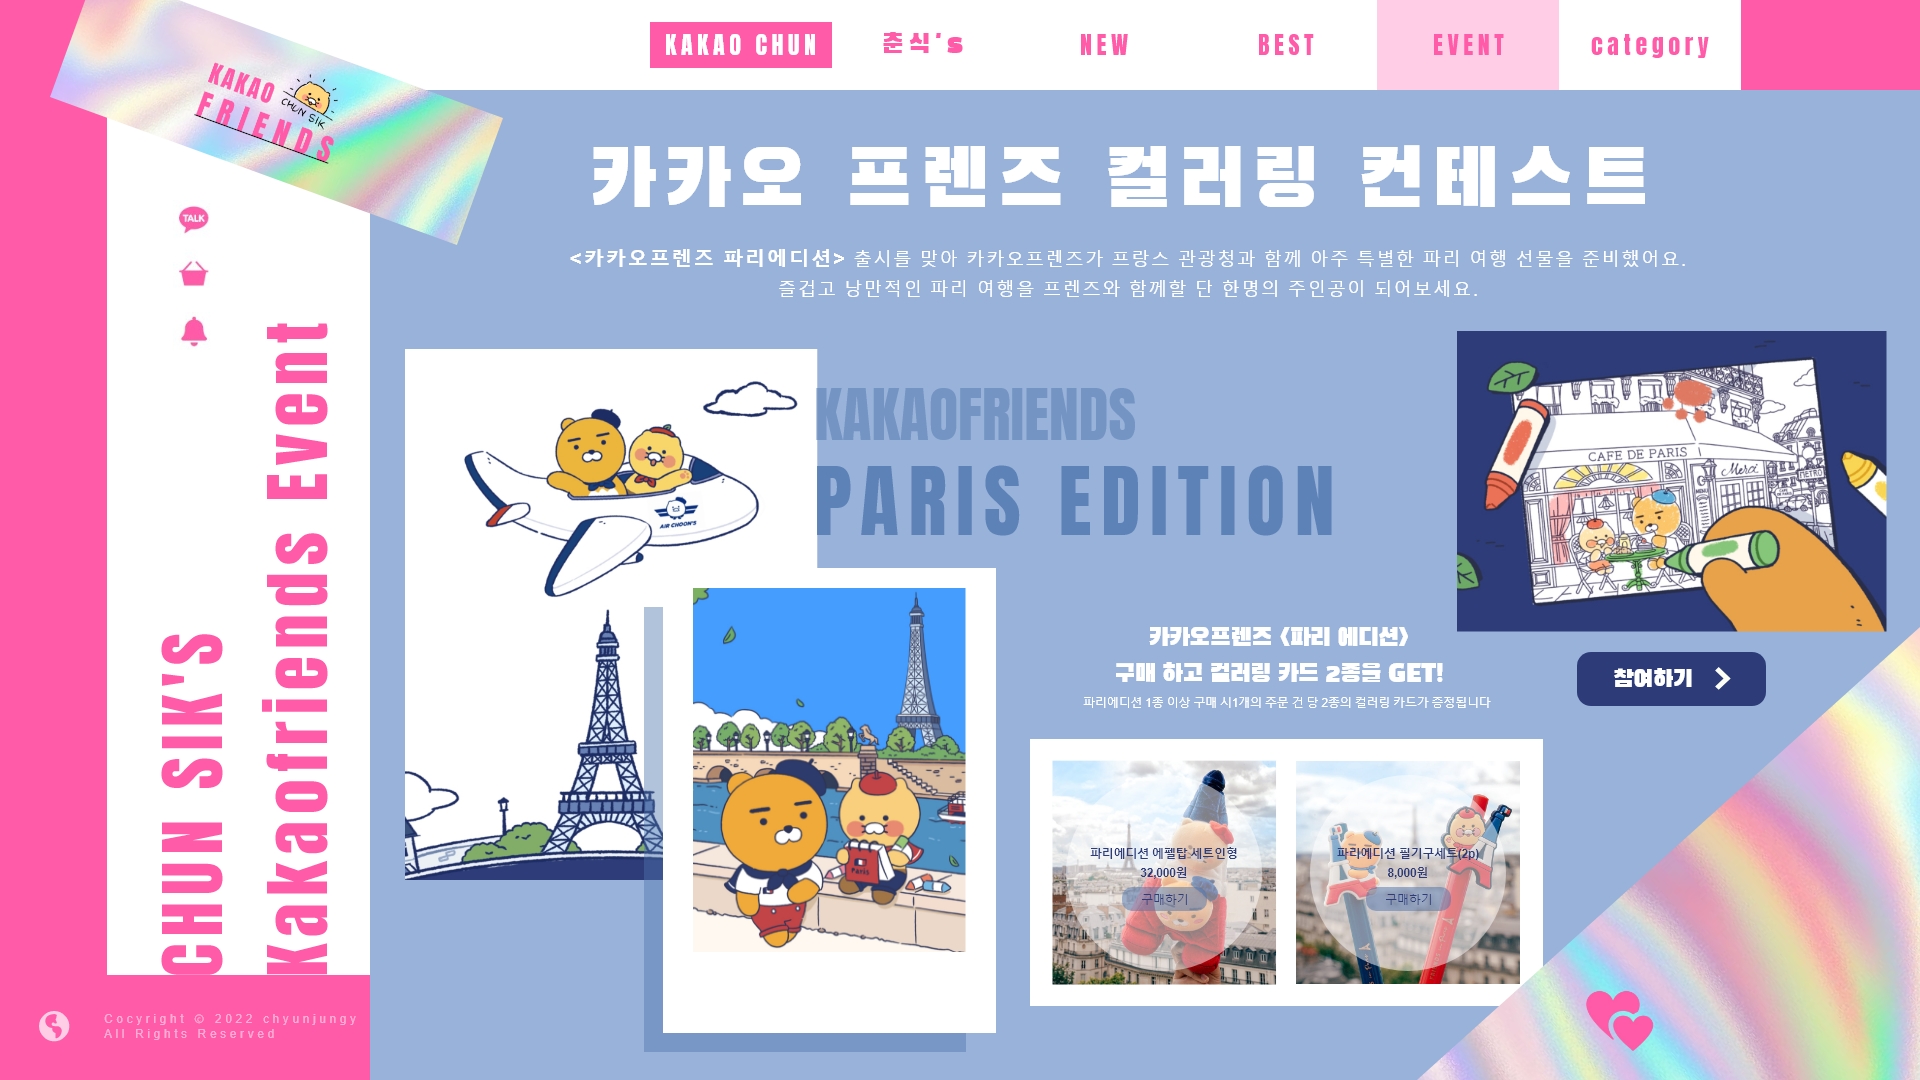 KAKAO CHUN
춘식's
NEW
BEST
EVENT
category
KAKAO
CHUN SIK
FRIENDS
TALK
CHUN SIK'S
Kakaofriends Event
카카오 프렌즈 컬러링 컨테스트
<카카오프렌즈 파리에디션> 출시를 맞아 카카오프렌즈가 프랑스 관광청과 함께 아주 특별한 파리 여행 선물을 준비했어요.
즐겁고 낭만적인 파리 여행을 프렌즈와 함께할 단 한명의 주인공이 되어보세요.
KAKAOFRIENDS
PARIS EDITION
AIR CHOON'S
CAFE DE PARIS
Merci
METRO
Paris
카카오프렌즈 <파리 에디션>
구매 하고 컬러링 카드 2종을 GET!
파리에디션 1종 이상 구매 시1개의 주문 건 당 2종의 컬러링 카드가 증정됩니다
참여하기
파리에디션 에펠탑 세트인형
32,000원
구매하기
파라에디션 필기구세트(2p)
8,000원
구매하기
Cocyright © 2022 chyunjungy
All Rights Reserved